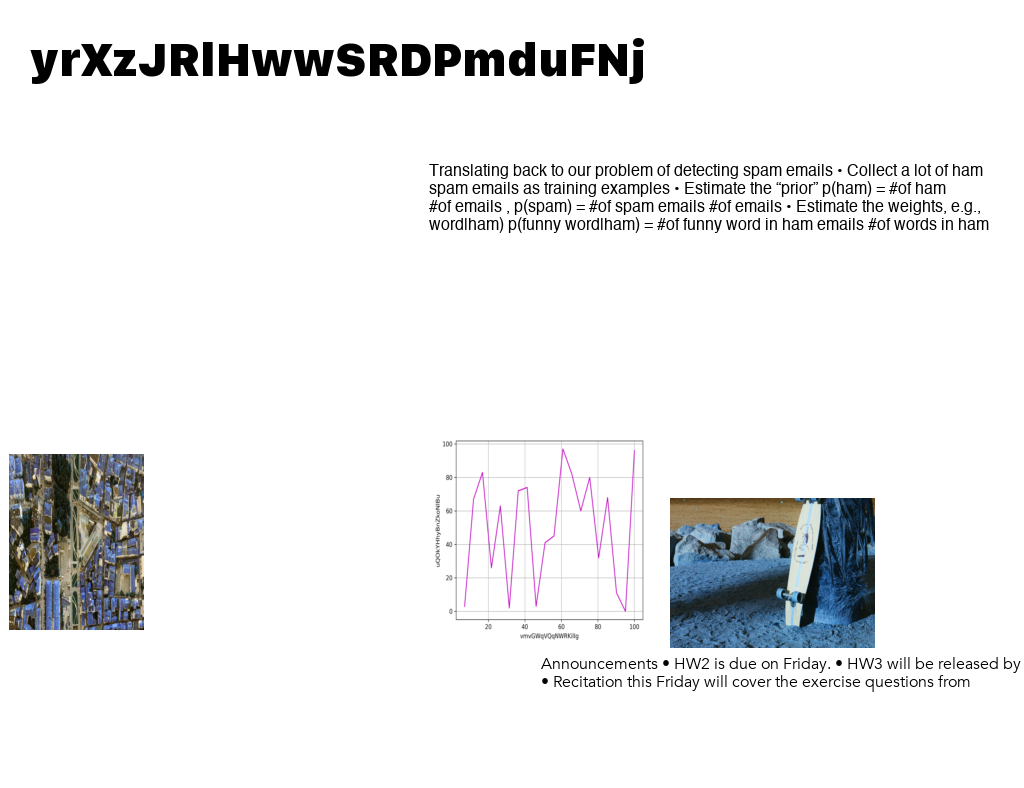 yrXzJRlHwwSRDPmduFNj
Translating back to our problem of detecting spam emails • Collect a lot of ham
spam emails as training examples • Estimate the “prior” p(ham) = #of ham
#of emails , p(spam) = #of spam emails #of emails • Estimate the weights, e.g.,
word|ham) p(funny word|ham) = #of funny word in ham emails #of words in ham
100
80
60
40
20
0
20 40 60 80 100
Announcements • HW2 is due on Friday. • HW3 will be released by
• Recitation this Friday will cover the exercise questions from